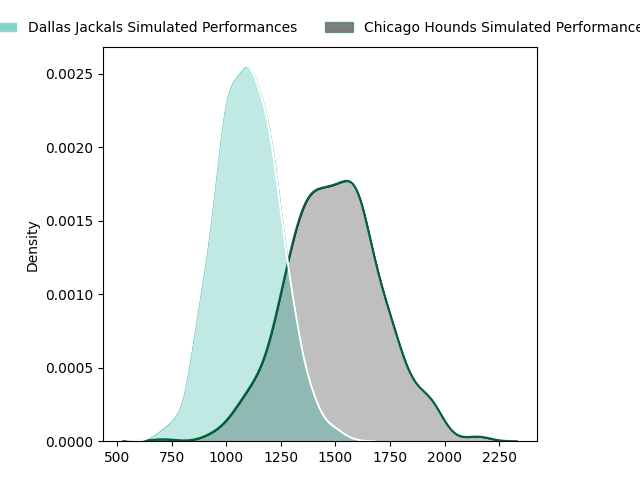 Dallas Jackals Simulated Performances
Chicago Hounds Simulated Performance
Density
0.0025
0.0020
0.0015
0.0010
0.0005
0.0000
500 750 1000 1250 1500 1750 2000 2250